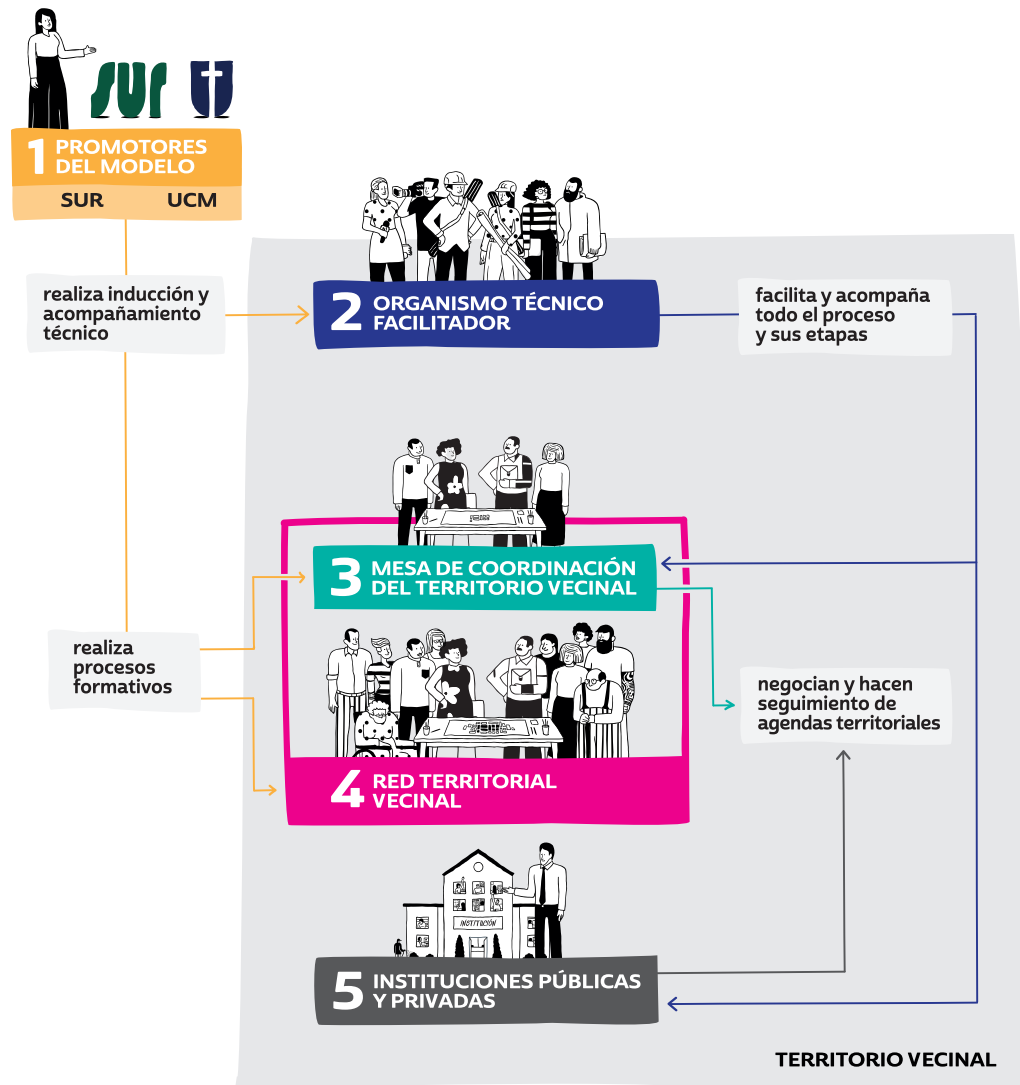 sur
1 PROMOTORES
DEL MODELO
SUR UCM
realiza inducción y
acompañamiento
técnico
2 ORGANISMO TÉCNICO
FACILITADOR
facilita y acompaña
todo el proceso
y sus etapas
3 MESA DE COORDINACIÓN
DEL TERRITORIO VECINAL
realiza
procesos
formativos
negocian y hacen
seguimiento de
agendas territoriales
4 RED TERRITORIAL
VECINAL
INSTITUCIÓN
5 INSTITUCIONES PÚBLICAS
Y PRIVADAS
TERRITORIO VECINAL